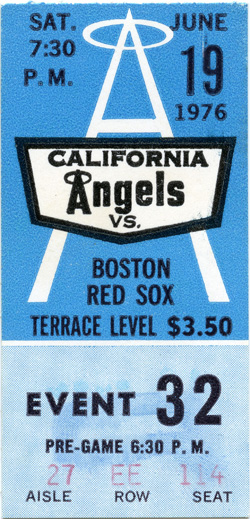 SAT. JUNE
7:30 19
P.M. 1976
CALIFORNIA
Angels
VS.
BOSTON
RED SOX
TERRACE LEVEL $3.50
EVENT 32
PRE-GAME 6:30 P.M.
27 EE 114
AISLE ROW SEAT